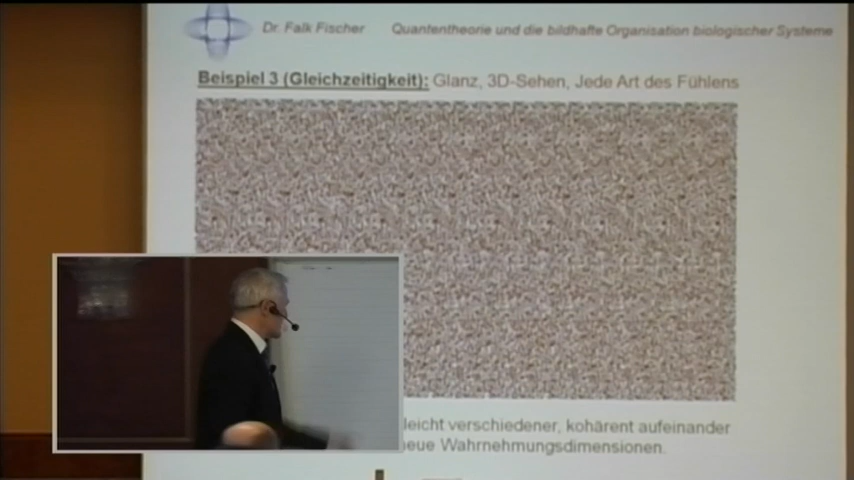 Dr. Falk Fischer Quantentheorie und die bildhafte Organisation biologischer Systeme
Beispiel 3 (Gleichzeitigkeit): Glanz, 3D-Sehen, Jede Art des Fühlens
leicht verschiedener, kohärent aufeinander
neue Wahrnehmungsdimensionen.